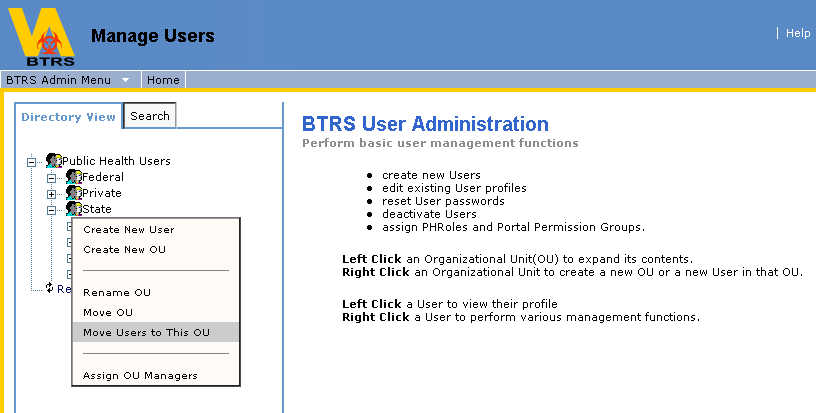 VA
BTRS
Manage Users
Help
BTRS Admin Menu
Home
Directory View
Search
Public Health Users
Federal
Private
State
Re
Create New User
Create New OU
Rename OU
Move OU
Move Users to This OU
Assign OU Managers
BTRS User Administration
Perform basic user management functions
• create new Users
• edit existing User profiles
• reset User passwords
• deactivate Users
• assign PHRoles and Portal Permission Groups.
Left Click an Organizational Unit(OU) to expand its contents.
Right Click an Organizational Unit to create a new OU or a new User in that OU.
Left Click a User to view their profile
Right Click a User to perform various management functions.